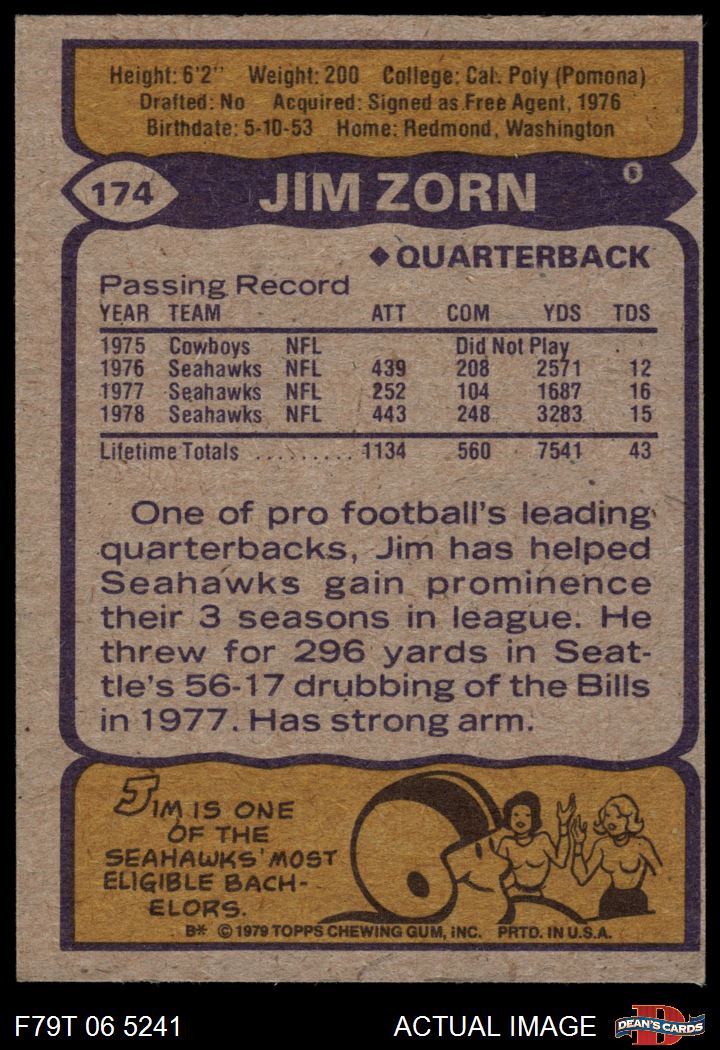 Height: 6'2" Weight: 200 College: Cal. Poly (Pomona)
Drafted: No Acquired: Signed as Free Agent, 1976
Birthdate: 5-10-53 Home: Redmond, Washington
174 JIM ZORN 6
◆ QUARTERBACK
Passing Record
YEAR TEAM ATT COM YDS TDS
1975 Cowboys NFL Did Not Play
1976 Seahawks NFL 439 208 2571 12
1977 Seahawks NFL 252 104 1687 16
1978 Seahawks NFL 443 248 3283 15
Lifetime Totals ......... 1134 560 7541 43
One of pro football's leading
quarterbacks, Jim has helped
Seahawks gain prominence
their 3 seasons in league. He
threw for 296 yards in Seat-
tle's 56-17 drubbing of the Bills
in 1977. Has strong arm.
JIM IS ONE
OF THE
SEAHAWKS' MOST
ELIGIBLE BACH-
ELORS.
B* © 1979 TOPPS CHEWING GUM, INC. PRTD. IN U.S.A.
F79T 06 5241 ACTUAL IMAGE D DEAN'S CARDS